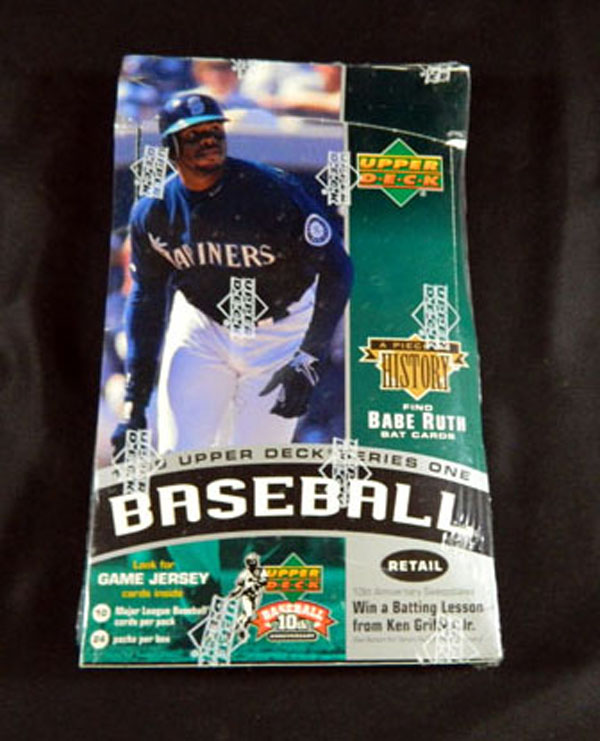 UPPER
D·E·C·K
MARINERS
A PIECE OF
HISTORY
FIND
BABE RUTH
BAT CARDS
UPPER DECK SERIES ONE
BASEBALL
Look for
GAME JERSEY
cards inside
10 Major League Baseball cards per pack
24 packs per box
UPPER
DECK
BASEBALL
10th
ANNIVERSARY
RETAIL
10th Anniversary Sweepstakes
Win a Batting Lesson
from Ken Griffey Jr.